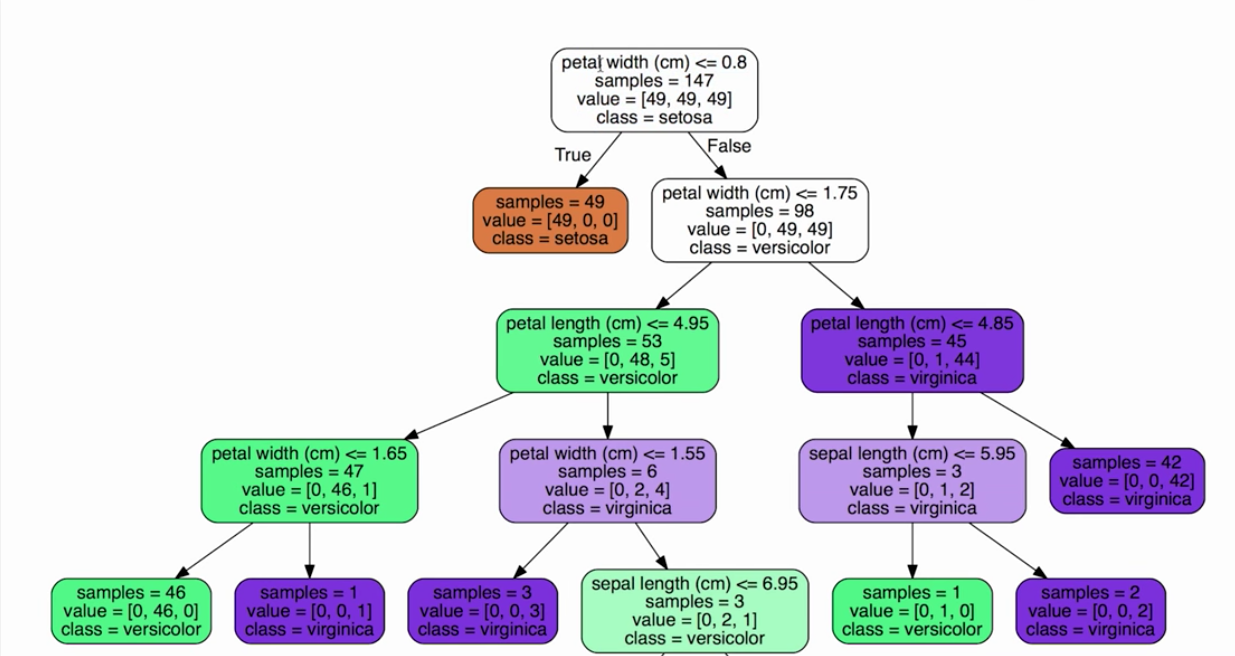 petal width (cm) <= 0.8
samples = 147
value = [49, 49, 49]
class = setosa
True
False
samples = 49
value = [49, 0, 0]
class = setosa
petal width (cm) <= 1.75
samples = 98
value = [0, 49, 49]
class = versicolor
petal length (cm) <= 4.95
samples = 53
value = [0, 48, 5]
class = versicolor
petal length (cm) <= 4.85
samples = 45
value = [0, 1, 44]
class = virginica
petal width (cm) <= 1.65
samples = 47
value = [0, 46, 1]
class = versicolor
petal width (cm) <= 1.55
samples = 6
value = [0, 2, 4]
class = virginica
sepal length (cm) <= 5.95
samples = 3
value = [0, 1, 2]
class = virginica
samples = 42
value = [0, 0, 42]
class = virginica
samples = 46
value = [0, 46, 0]
class = versicolor
samples = 1
value = [0, 0, 1]
class = virginica
samples = 3
value = [0, 0, 3]
class = virginica
sepal length (cm) <= 6.95
samples = 3
value = [0, 2, 1]
class = versicolor
samples = 1
value = [0, 1, 0]
class = versicolor
samples = 2
value = [0, 0, 2]
class = virginica